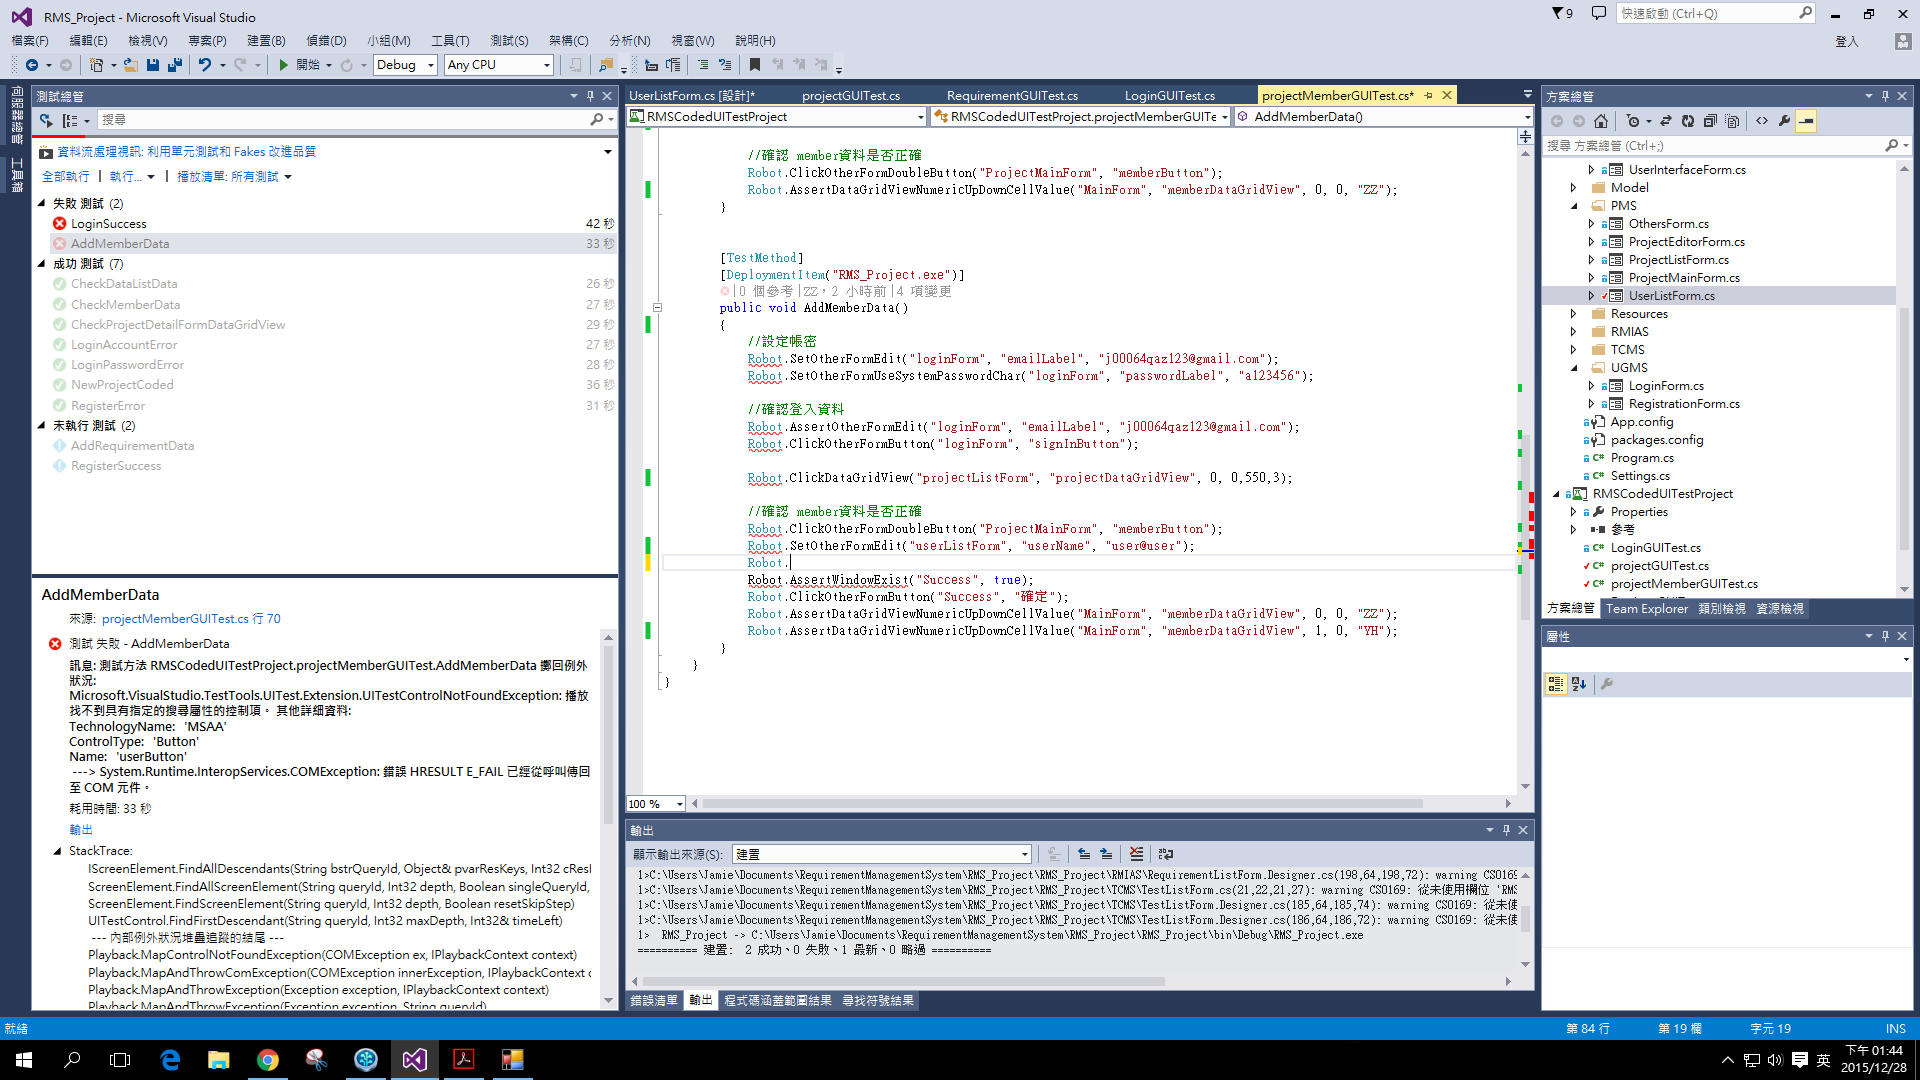 RMS_Project - Microsoft Visual Studio
9
快速啟動 (Ctrl+Q)
檔案(F) 編輯(E) 檢視(V) 專案(P) 建置(B) 偵錯(D) 小組(M) 工具(T) 測試(S) 架構(C) 分析(N) 視窗(W) 說明(H)
登入
開始 Debug Any CPU
伺服器總管
工具箱
測試總管
搜尋
資料流處理視訊: 利用單元測試和 Fakes 改進品質
全部執行 | 執行... | 播放清單: 所有測試
失敗 測試 (2)
LoginSuccess 42 秒
AddMemberData 33 秒
成功 測試 (7)
CheckDataListData 26 秒
CheckMemberData 27 秒
CheckProjectDetailFormDataGridView 29 秒
LoginAccountError 27 秒
LoginPasswordError 28 秒
NewProjectCoded 36 秒
RegisterError 31 秒
未執行 測試 (2)
AddRequirementData
RegisterSuccess
AddMemberData
來源: projectMemberGUITest.cs 行 70
測試 失敗 - AddMemberData
訊息: 測試方法 RMSCodedUITestProject.projectMemberGUITest.AddMemberData 擲回例外
狀況:
Microsoft.VisualStudio.TestTools.UITest.Extension.UITestControlNotFoundException: 播放
找不到具有指定的搜尋屬性的控制項。 其他詳細資料:
TechnologyName: 'MSAA'
ControlType: 'Button'
Name: 'userButton'
---> System.Runtime.InteropServices.COMException: 錯誤 HRESULT E_FAIL 已經從呼叫傳回
至 COM 元件。
耗用時間: 33 秒
輸出
StackTrace:
IScreenElement.FindAllDescendants(String bstrQueryId, Object& pvarResKeys, Int32 cResl
ScreenElement.FindAllScreenElement(String queryId, Int32 depth, Boolean singleQueryId,
ScreenElement.FindScreenElement(String queryId, Int32 depth, Boolean resetSkipStep)
UITestControl.FindFirstDescendant(String queryId, Int32 maxDepth, Int32& timeLeft)
--- 內部例外狀況堆疊追蹤的結尾 ---
Playback.MapControlNotFoundException(COMException ex, IPlaybackContext context)
Playback.MapAndThrowComException(COMException innerException, IPlaybackContext c
Playback.MapAndThrowException(Exception exception, IPlaybackContext context)
Playback.MapAndThrowException(Exception exception, String queryId)
UserListForm.cs [設計]* projectGUITest.cs RequirementGUITest.cs LoginGUITest.cs projectMemberGUITest.cs*
RMSCodedUITestProject RMSCodedUITestProject.projectMemberGUITe AddMemberData()
//確認 member資料是否正確
Robot.ClickOtherFormDoubleButton("ProjectMainForm", "memberButton");
Robot.AssertDataGridViewNumericUpDownCellValue("MainForm", "memberDataGridView", 0, 0, "ZZ");
}
[TestMethod]
[DeploymentItem("RMS_Project.exe")]
|0 個參考|ZZ，2 小時前|4 項變更
public void AddMemberData()
{
//設定帳密
Robot.SetOtherFormEdit("loginForm", "emailLabel", "j00064qaz123@gmail.com");
Robot.SetOtherFormUseSystemPasswordChar("loginForm", "passwordLabel", "a123456");
//確認登入資料
Robot.AssertOtherFormEdit("loginForm", "emailLabel", "j00064qaz123@gmail.com");
Robot.ClickOtherFormButton("loginForm", "signInButton");
Robot.ClickDataGridView("projectListForm", "projectDataGridView", 0, 0,550,3);
//確認 member資料是否正確
Robot.ClickOtherFormDoubleButton("ProjectMainForm", "memberButton");
Robot.SetOtherFormEdit("userListForm", "userName", "user@user");
Robot.
Robot.AssertWindowExist("Success", true);
Robot.ClickOtherFormButton("Success", "確定");
Robot.AssertDataGridViewNumericUpDownCellValue("MainForm", "memberDataGridView", 0, 0, "ZZ");
Robot.AssertDataGridViewNumericUpDownCellValue("MainForm", "memberDataGridView", 1, 0, "YH");
}
}
}
100 %
輸出
顯示輸出來源(S): 建置
1>C:\Users\Jamie\Documents\RequirementManagementSystem\RMS_Project\RMS_Project\RMIAS\RequirementListForm.Designer.cs(198,64,198,72): warning CS0169
1>C:\Users\Jamie\Documents\RequirementManagementSystem\RMS_Project\RMS_Project\TCMS\TestListForm.cs(21,22,21,27): warning CS0169: 從未使用欄位 'RMS
1>C:\Users\Jamie\Documents\RequirementManagementSystem\RMS_Project\RMS_Project\TCMS\TestListForm.Designer.cs(185,64,185,74): warning CS0169: 從未使
1>C:\Users\Jamie\Documents\RequirementManagementSystem\RMS_Project\RMS_Project\TCMS\TestListForm.Designer.cs(186,64,186,72): warning CS0169: 從未使
1> RMS_Project -> C:\Users\Jamie\Documents\RequirementManagementSystem\RMS_Project\RMS_Project\bin\Debug\RMS_Project.exe
========== 建置: 2 成功、0 失敗、1 最新、0 略過 ==========
錯誤清單 輸出 程式碼涵蓋範圍結果 尋找符號結果
方案總管
搜尋 方案總管 (Ctrl+;)
UserInterfaceForm.cs
Model
PMS
OthersForm.cs
ProjectEditorForm.cs
ProjectListForm.cs
ProjectMainForm.cs
UserListForm.cs
Resources
RMIAS
TCMS
UGMS
LoginForm.cs
RegistrationForm.cs
App.config
packages.config
Program.cs
Settings.cs
RMSCodedUITestProject
Properties
參考
LoginGUITest.cs
projectGUITest.cs
projectMemberGUITest.cs
方案總管 Team Explorer 類別檢視 資源檢視
屬性
就緒 第 84 行 第 19 欄 字元 19 INS
英
下午 01:44
2015/12/28